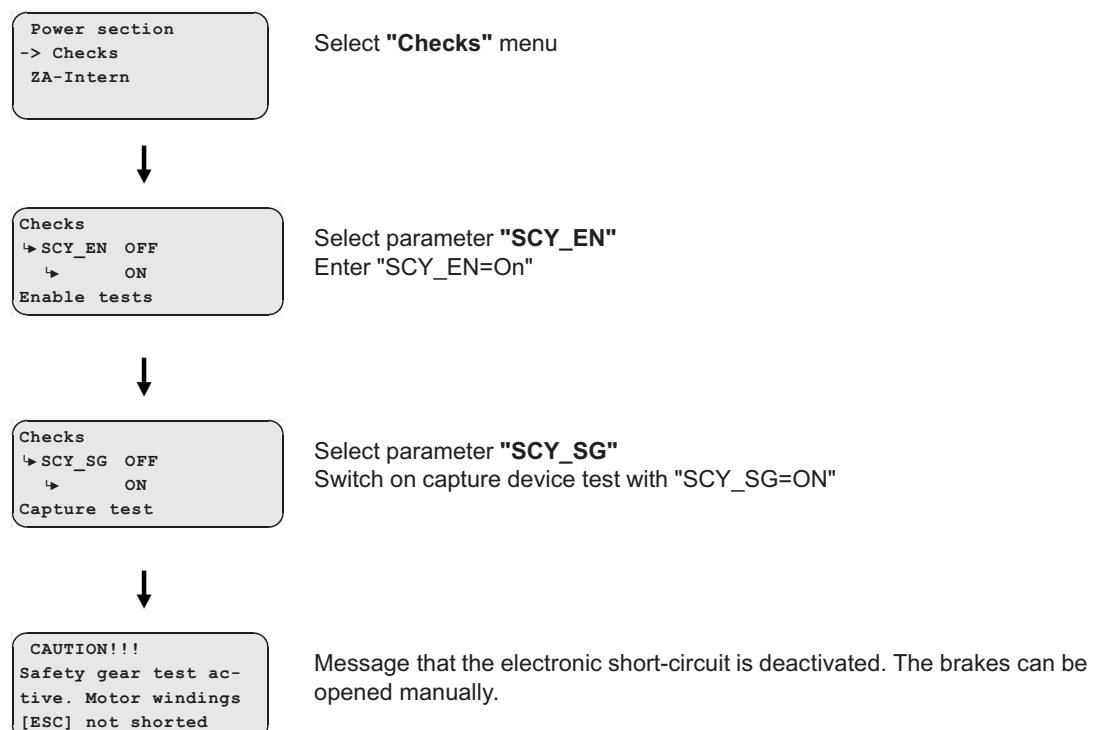 Power section
-> Checks
ZA-Intern
Select "Checks" menu
Checks
↳ SCY_EN OFF
↳ ON
Enable tests
Select parameter "SCY_EN"
Enter "SCY_EN=On"
Checks
↳ SCY_SG OFF
↳ ON
Capture test
Select parameter "SCY_SG"
Switch on capture device test with "SCY_SG=ON"
CAUTION!!!
Safety gear test ac-
tive. Motor windings
[ESC] not shorted
Message that the electronic short-circuit is deactivated. The brakes can be
opened manually.